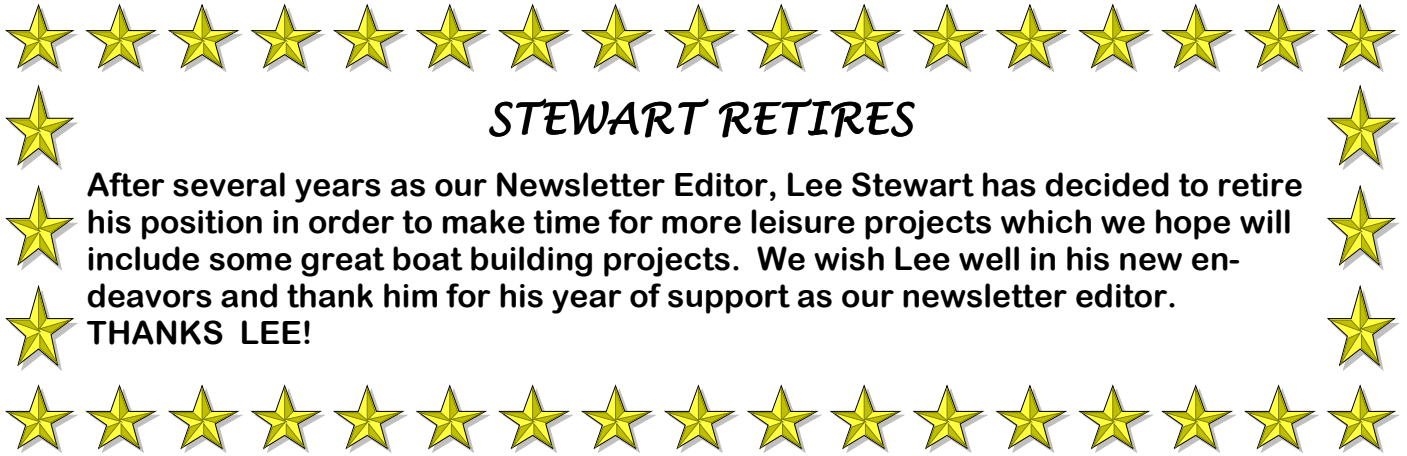 STEWART RETIRES
After several years as our Newsletter Editor, Lee Stewart has decided to retire
his position in order to make time for more leisure projects which we hope will
include some great boat building projects.  We wish Lee well in his new en-
deavors and thank him for his year of support as our newsletter editor.
THANKS  LEE!